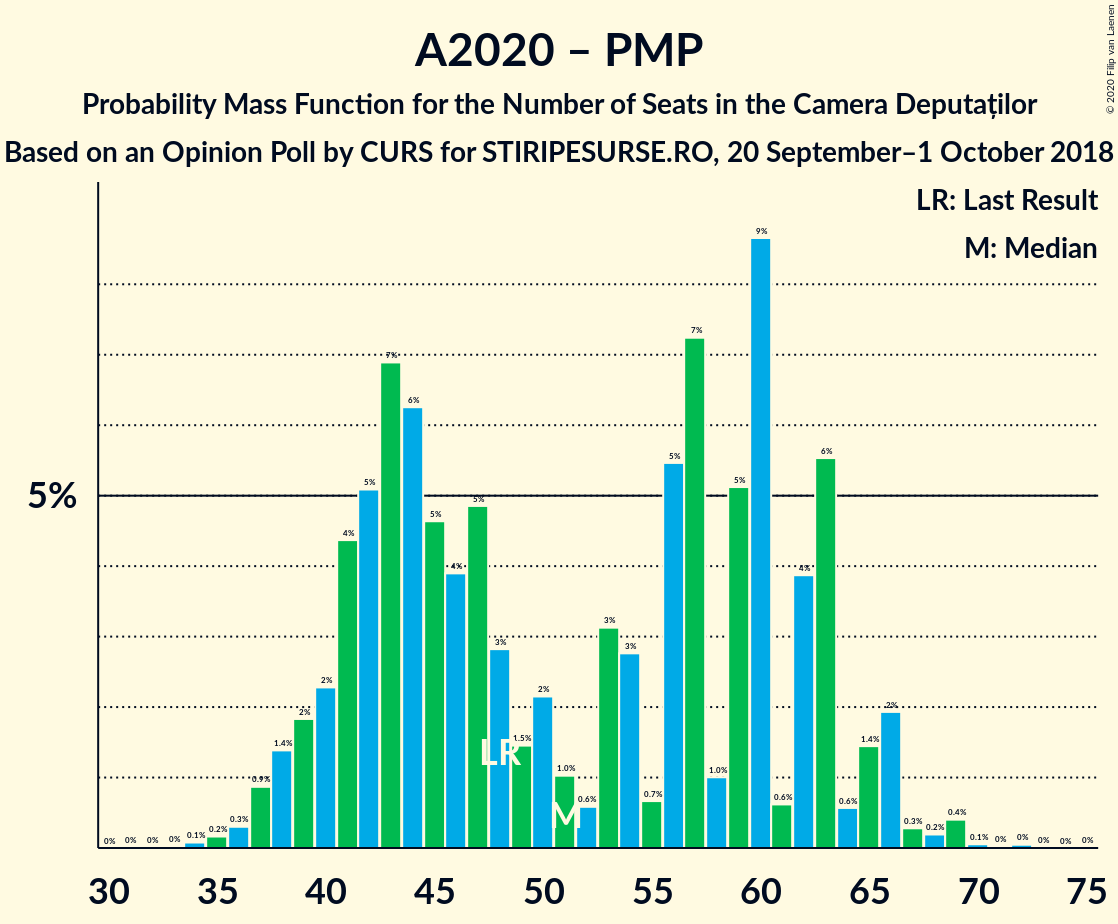 A2020 – PMP
Probability Mass Function for the Number of Seats in the Camera Deputaților
Based on an Opinion Poll by CURS for STIRIPESURSE.RO, 20 September–1 October 2018
© 2020 Filip van Laenen
LR: Last Result
M: Median
5%
0% 0% 0% 0% 0.1% 0.2% 0.3% 0.9% 1.4% 2% 2% 4% 5% 7% 6% 5% 4% 5% 3% 1.5% 2% 1.0% 0.6% 3% 3% 0.7% 5% 7% 1.0% 5% 9% 0.6% 4% 6% 0.6% 1.4% 2% 0.3% 0.2% 0.4% 0.1% 0% 0% 0% 0% 0%
LR
M
30 35 40 45 50 55 60 65 70 75